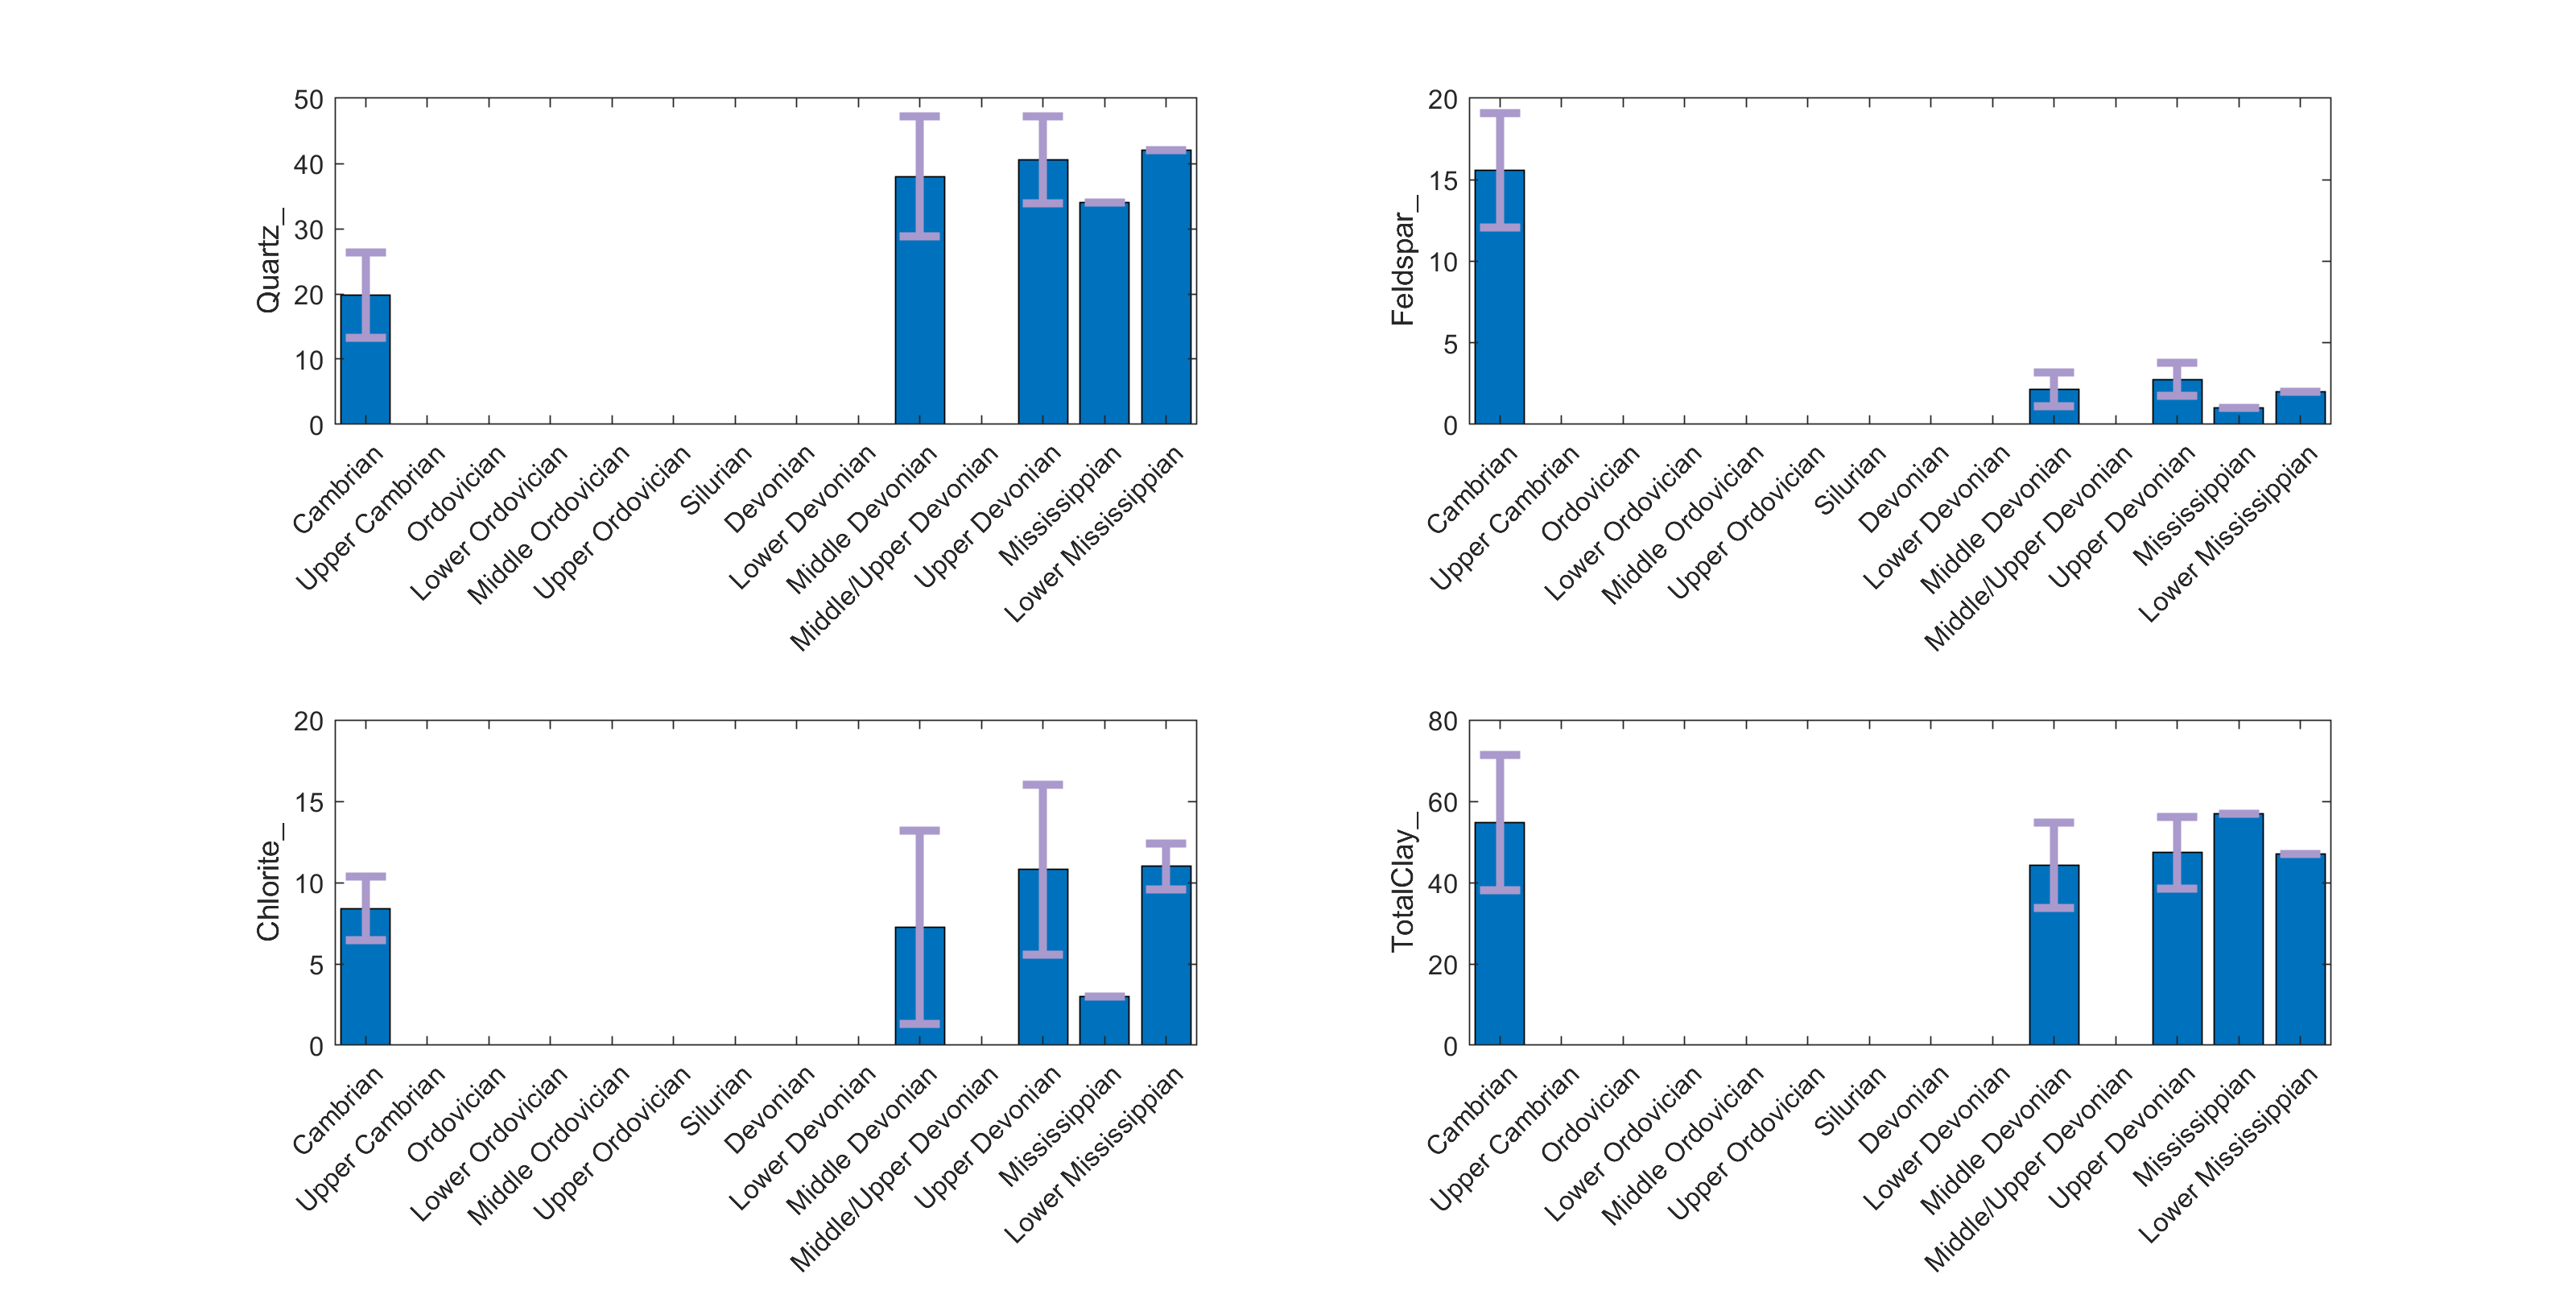 Quartz_
50
40
30
20
10
0
Cambrian
Upper Cambrian
Ordovician
Lower Ordovician
Middle Ordovician
Upper Ordovician
Silurian
Devonian
Lower Devonian
Middle Devonian
Middle/Upper Devonian
Upper Devonian
Mississippian
Lower Mississippian
Feldspar_
20
15
10
5
0
Cambrian
Upper Cambrian
Ordovician
Lower Ordovician
Middle Ordovician
Upper Ordovician
Silurian
Devonian
Lower Devonian
Middle Devonian
Middle/Upper Devonian
Upper Devonian
Mississippian
Lower Mississippian
Chlorite_
20
15
10
5
0
Cambrian
Upper Cambrian
Ordovician
Lower Ordovician
Middle Ordovician
Upper Ordovician
Silurian
Devonian
Lower Devonian
Middle Devonian
Middle/Upper Devonian
Upper Devonian
Mississippian
Lower Mississippian
TotalClay_
80
60
40
20
0
Cambrian
Upper Cambrian
Ordovician
Lower Ordovician
Middle Ordovician
Upper Ordovician
Silurian
Devonian
Lower Devonian
Middle Devonian
Middle/Upper Devonian
Upper Devonian
Mississippian
Lower Mississippian